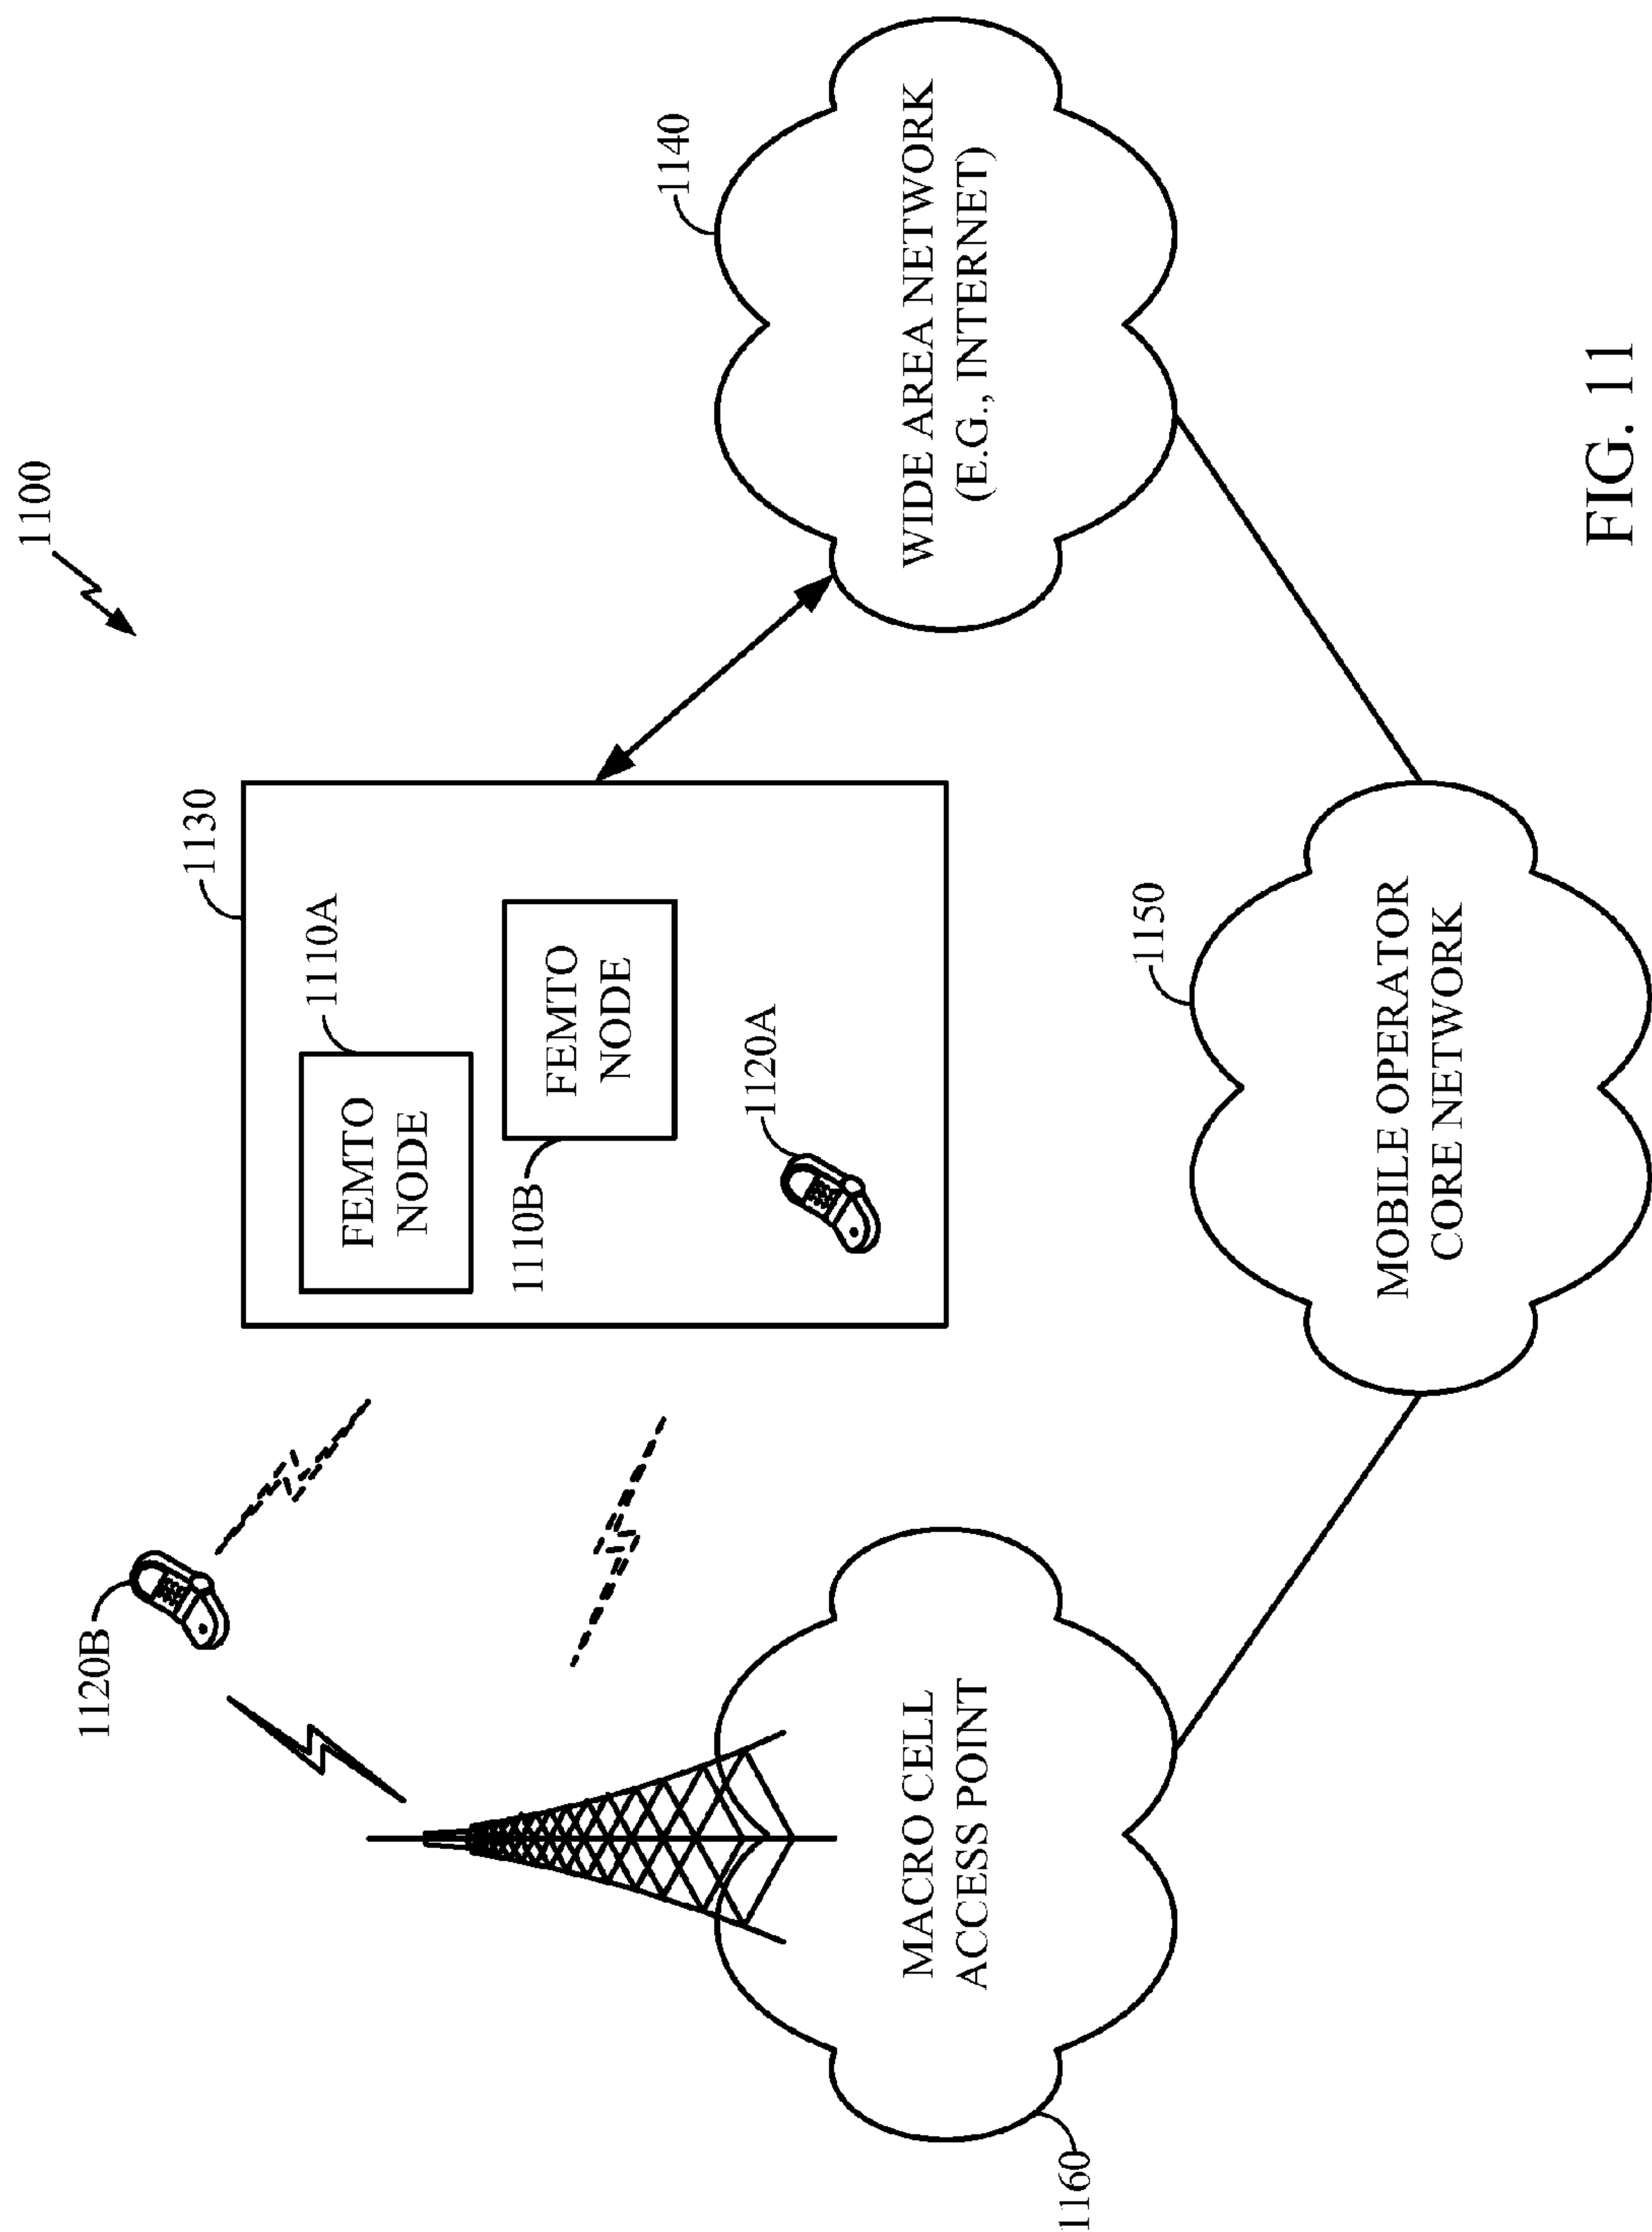 1100
1120B
1130
FEMTO
NODE
1110A
FEMTO
NODE
1110B
1120A
1140
WIDE AREA NETWORK
(E.G., INTERNET)
MACRO CELL
ACCESS POINT
1160
1150
MOBILE OPERATOR
CORE NETWORK
FIG. 11